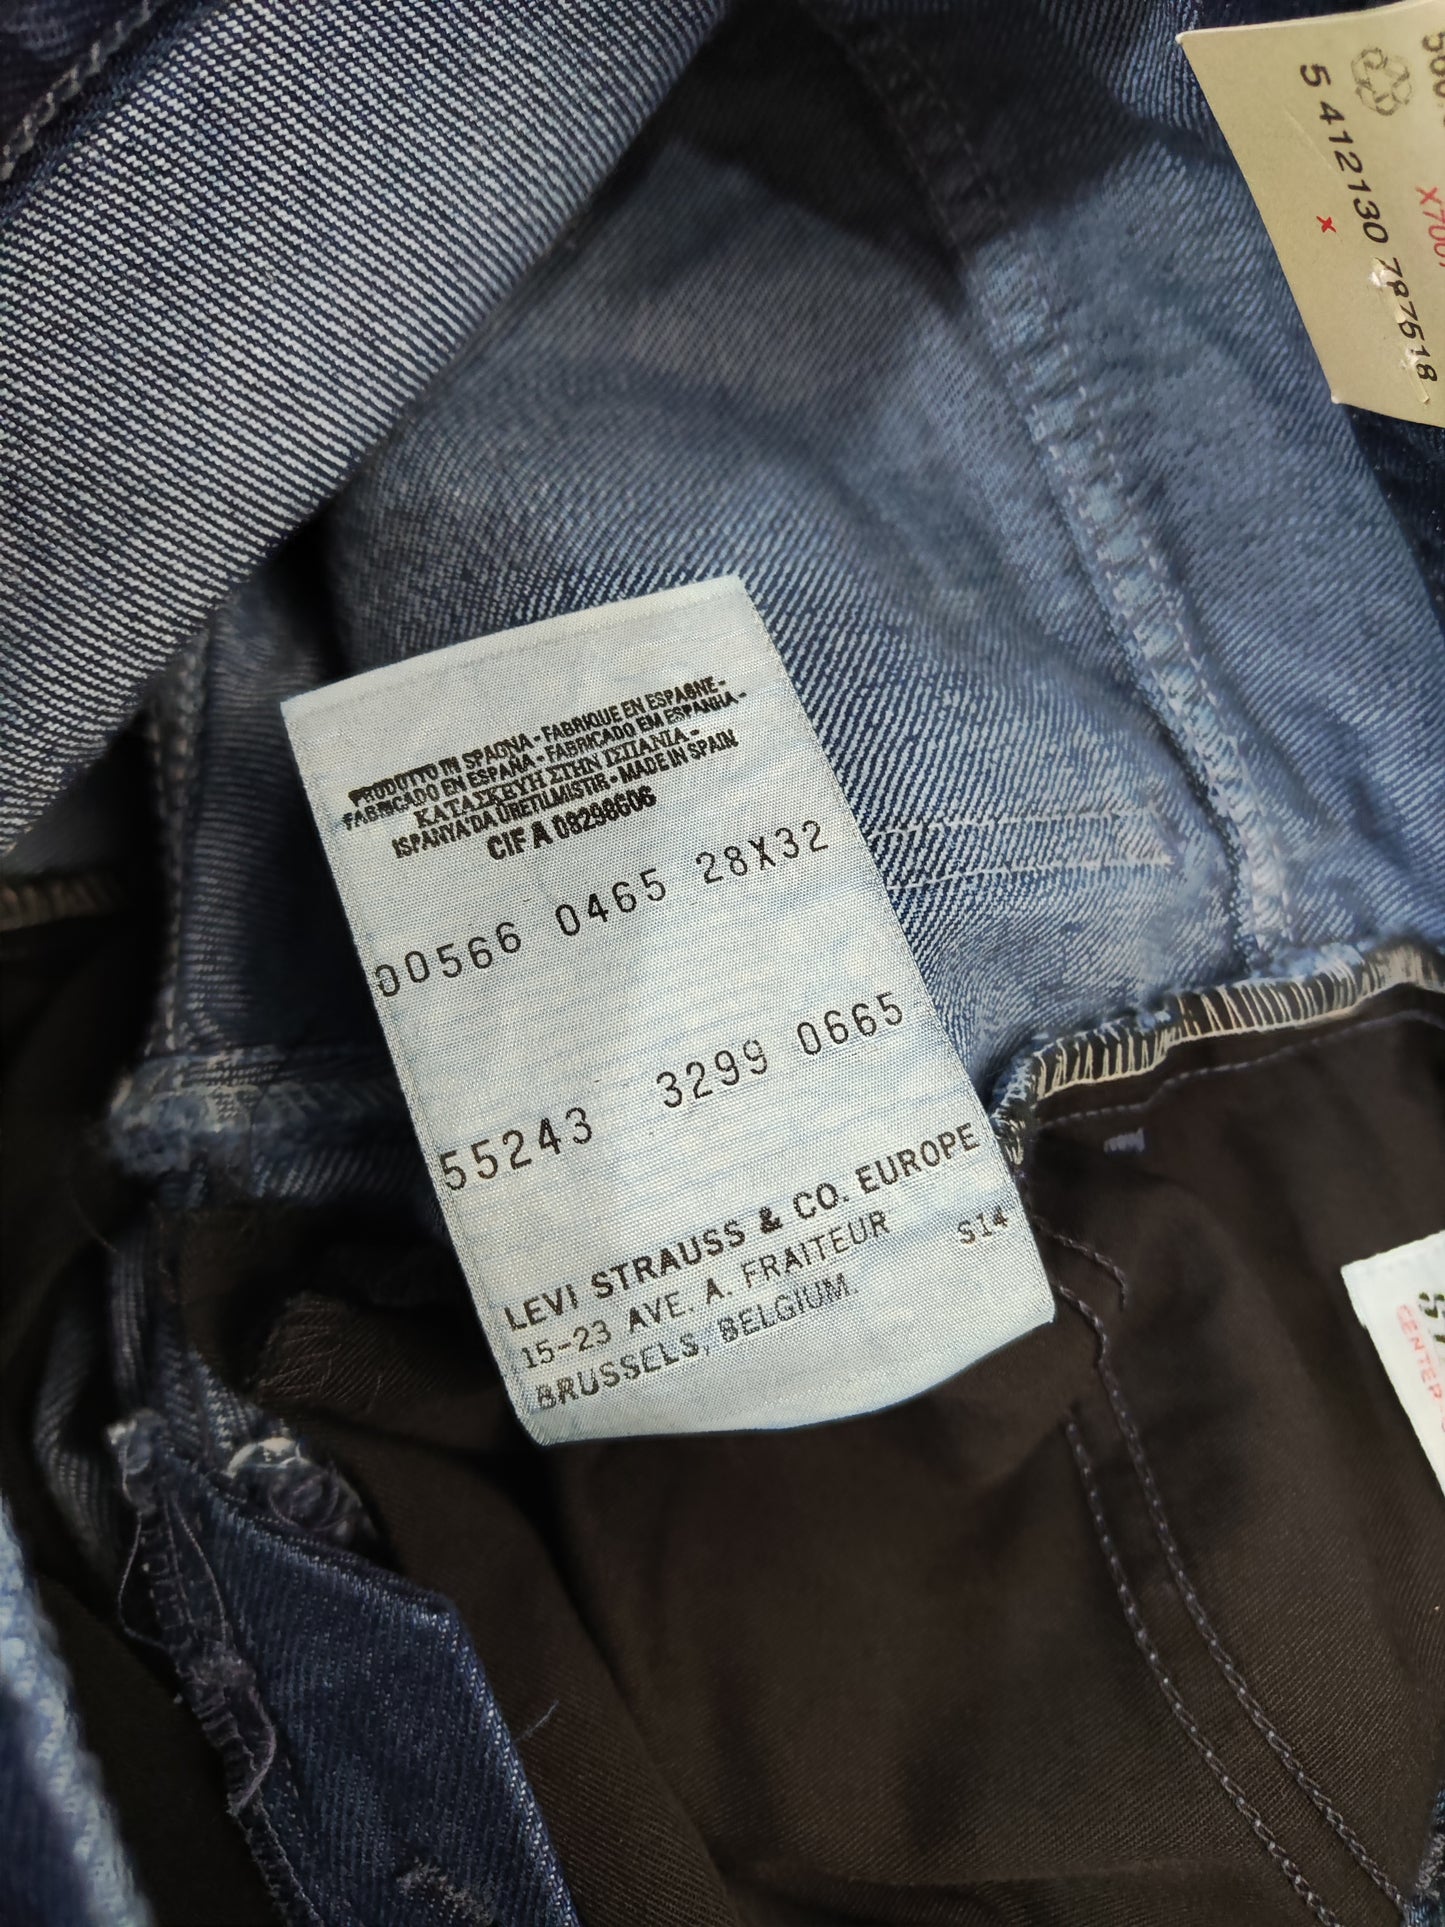 PRODOTTO IN SPAGNA - FABRIQUE EN ESPAGNE -
FABRICADO EN ESPAÑA - FABRICADO EM ESPANHA -
ΚΑΤΑΣΚΕΥΗ ΣΤΗΝ ΙΣΠΑΝΙΑ -
ISPANYA'DA ÜRETILMISTIR - MADE IN SPAIN
CIF A 08298606
00566 0465 28X32
55243 3299 0665
LEVI STRAUSS & CO. EUROPE
15-23 AVE. A. FRAITEUR S14
BRUSSELS, BELGIUM.
X700
5 412130 787518
x
CENTER